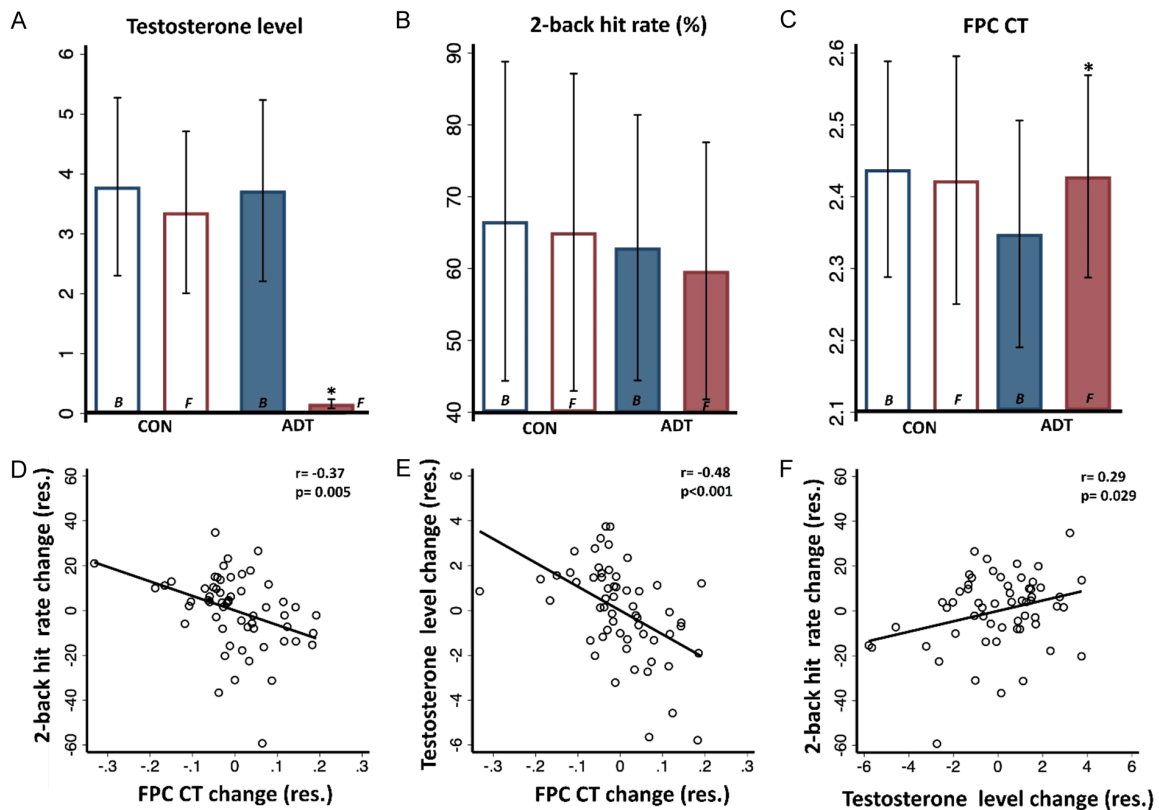 A
Testosterone level
6
5
4
3
2
1
0
B
F
B
*
F
CON
ADT
B
2-back hit rate (%)
90
80
70
60
50
40
B
F
B
F
CON
ADT
C
FPC CT
2.6
2.5
2.4
2.3
2.2
2.1
*
B
F
B
F
CON
ADT
D
r= -0.37
p= 0.005
2-back hit rate change (res.)
60
40
20
0
-20
-40
-60
-.3
-.2
-.1
0
.1
.2
.3
FPC CT change (res.)
E
r= -0.48
p<0.001
Testosterone level change (res.)
6
4
2
0
-2
-4
-6
-.3
-.2
-.1
0
.1
.2
.3
FPC CT change (res.)
F
r= 0.29
p= 0.029
2-back hit rate change (res.)
60
40
20
0
-20
-40
-60
-6
-4
-2
0
2
4
6
Testosterone level change (res.)